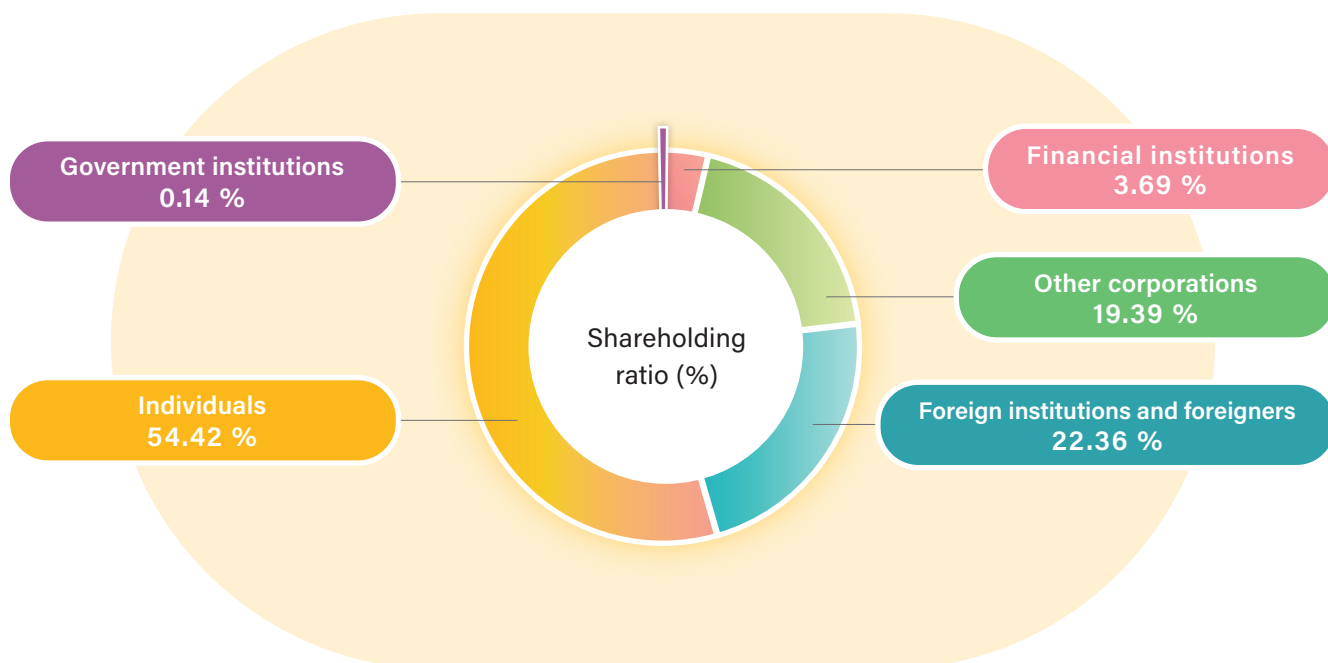 Government institutions
0.14 %
Financial institutions
3.69 %
Other corporations
19.39 %
Shareholding
ratio (%)
Individuals
54.42 %
Foreign institutions and foreigners
22.36 %